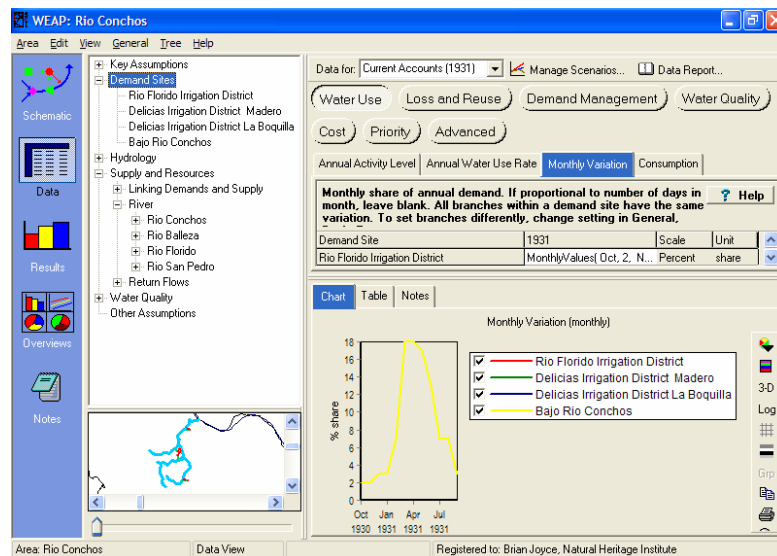 WEAP: Rio Conchos
Area Edit View General Tree Help
Schematic
Data
Results
Overviews
Notes
Key Assumptions
Demand Sites
Rio Florido Irrigation District
Delicias Irrigation District Madero
Delicias Irrigation District La Boquilla
Bajo Rio Conchos
Hydrology
Supply and Resources
Linking Demands and Supply
River
Rio Conchos
Rio Balleza
Rio Florido
Rio San Pedro
Return Flows
Water Quality
Other Assumptions
Data for: Current Accounts (1931) Manage Scenarios... Data Report...
Water Use Loss and Reuse Demand Management Water Quality
Cost Priority Advanced
Annual Activity Level Annual Water Use Rate Monthly Variation Consumption
Monthly share of annual demand. If proportional to number of days in
month, leave blank. All branches within a demand site have the same
variation. To set branches differently, change setting in General,
? Help
Demand Site 1931 Scale Unit
Rio Florido Irrigation District MonthlyValues( Oct, 2, N... Percent share
Chart Table Notes
Monthly Variation (monthly)
% share
18
16
14
12
10
8
6
4
2
0
Oct Jan Apr Jul
1930 1931 1931 1931
Rio Florido Irrigation District
Delicias Irrigation District Madero
Delicias Irrigation District La Boquilla
Bajo Rio Conchos
3-D
Log
Grp
Area: Rio Conchos Data View Registered to: Brian Joyce, Natural Heritage Institute